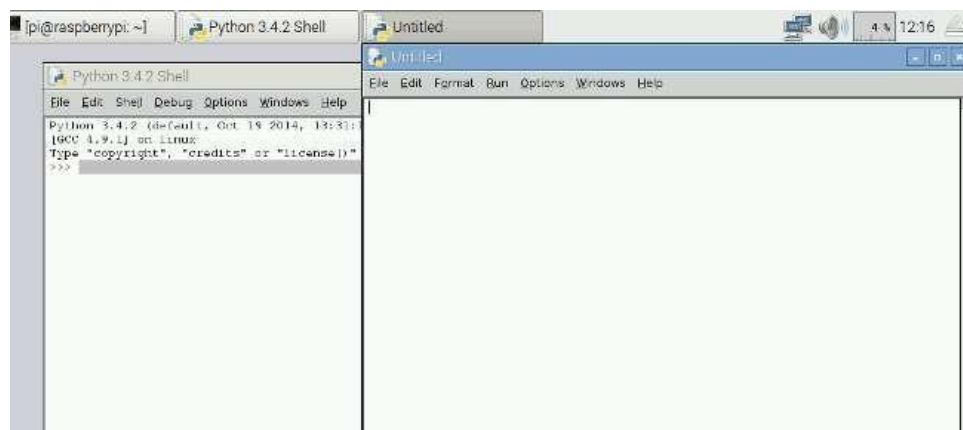 [pi@raspberrypi: ~] Python 3.4.2 Shell Untitled 4 % 12:16
Untitled
Python 3.4.2 Shell
File Edit Format Run Options Windows Help
File Edit Shell Debug Options Windows Help
Python 3.4.2 (default, Oct 19 2014, 13:31:
[GCC 4.9.1] on linux
Type "copyright", "credits" or "license()"
>>>